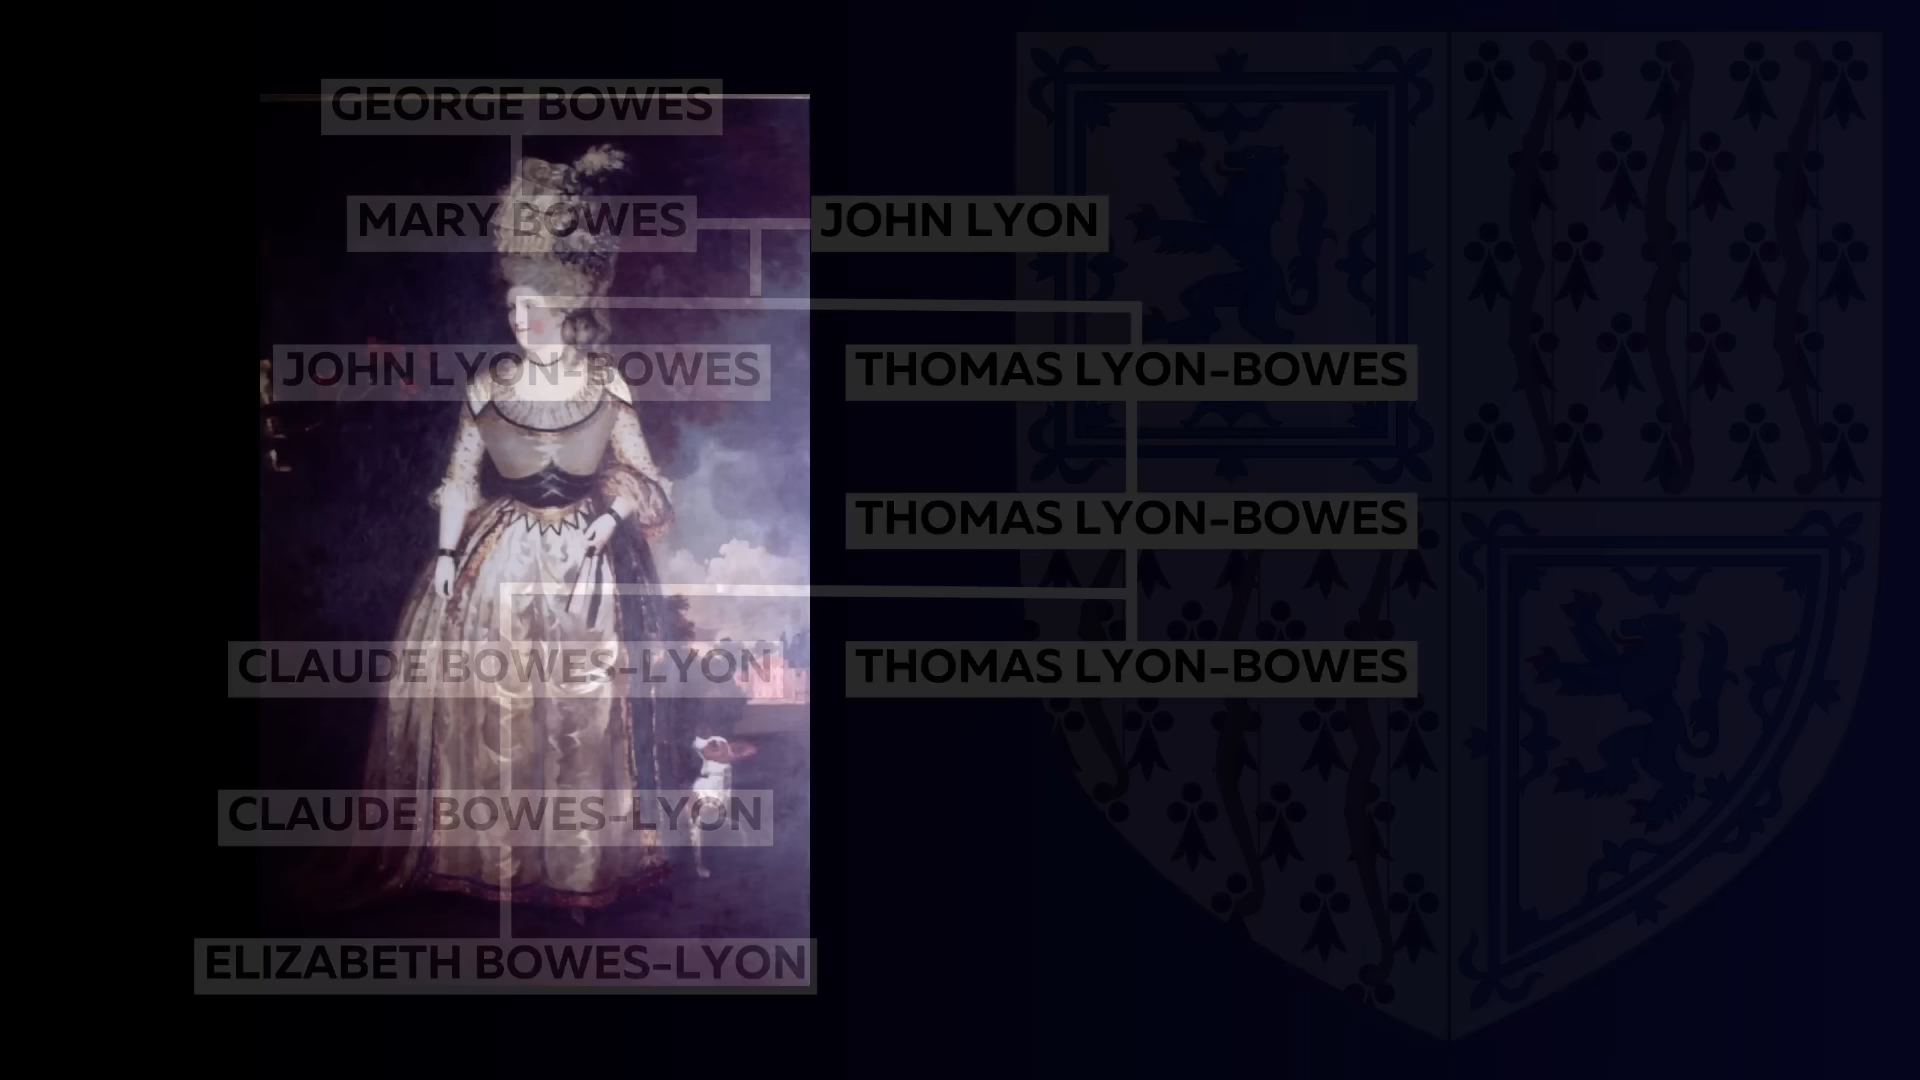 GEORGE BOWES
MARY BOWES
JOHN LYON
JOHN LYON-BOWES
THOMAS LYON-BOWES
THOMAS LYON-BOWES
CLAUDE BOWES-LYON
THOMAS LYON-BOWES
CLAUDE BOWES-LYON
ELIZABETH BOWES-LYON